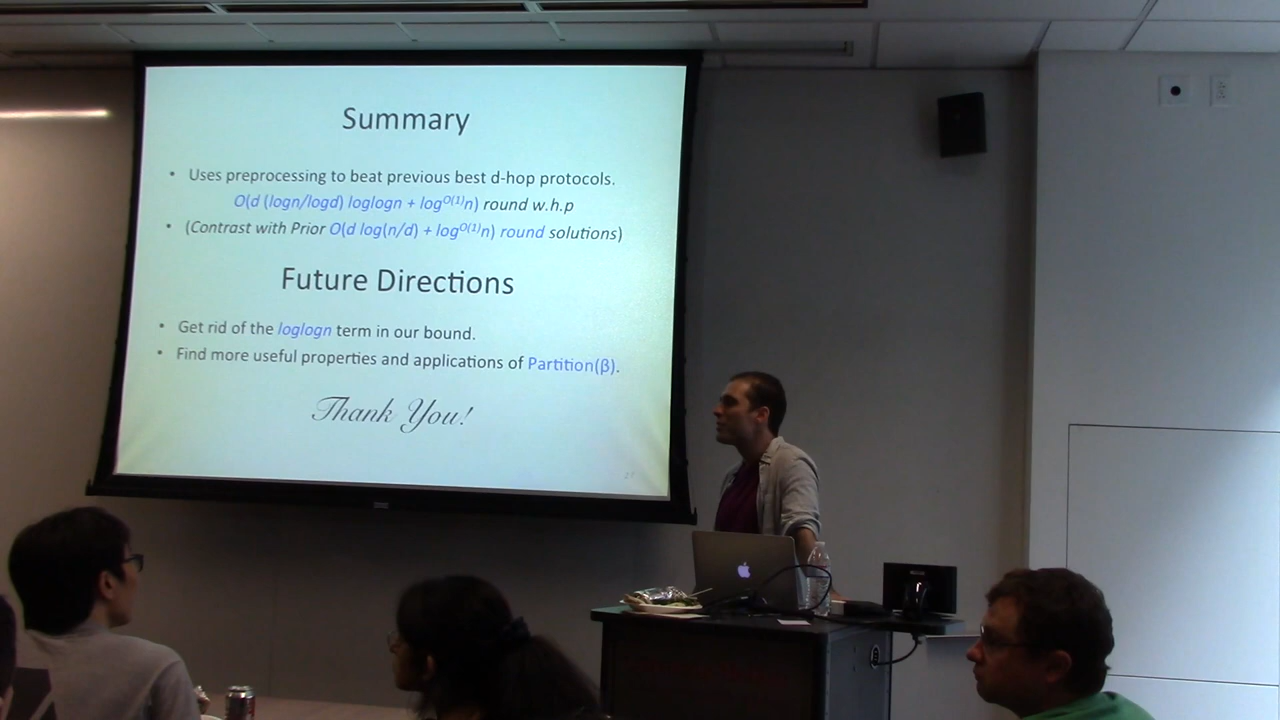 Summary
• Uses preprocessing to beat previous best d-hop protocols.
O(d (logn/logd) loglogn + log^O(1)n) round w.h.p
• (Contrast with Prior O(d log(n/d) + log^O(1)n) round solutions)
Future Directions
• Get rid of the loglogn term in our bound.
• Find more useful properties and applications of Partition(β).
Thank You!